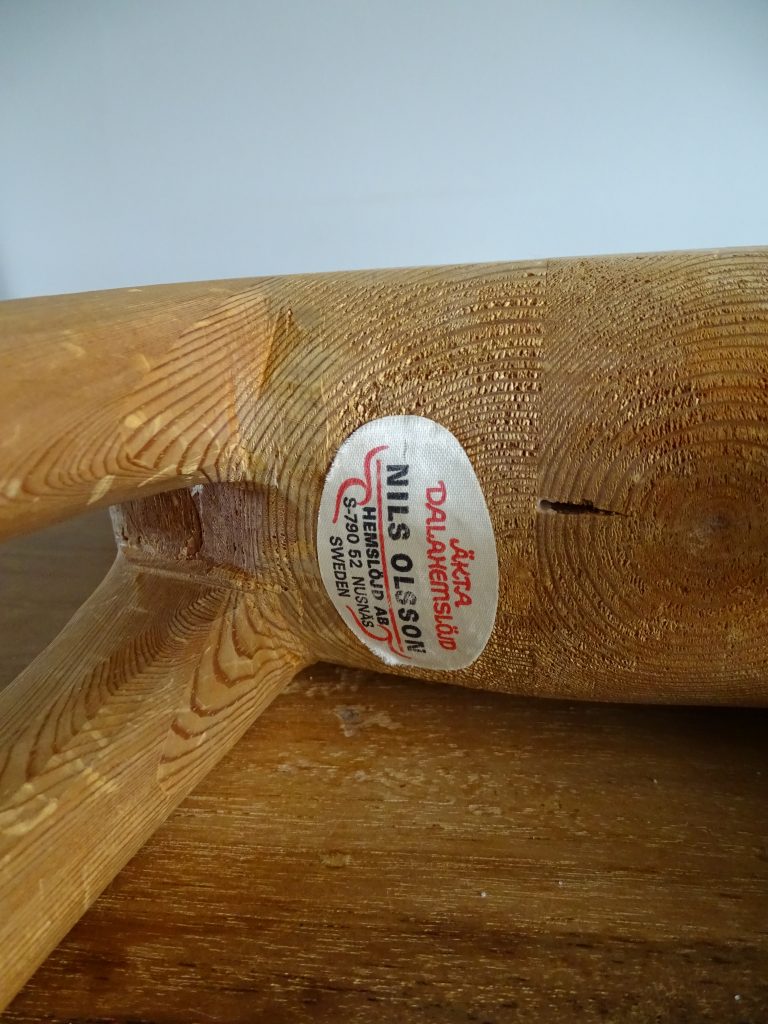 ÄKTA
DALAHEMSLÖJD
NILS OLSSON
HEMSLÖJD AB
S-790 52 NUSNÄS
SWEDEN